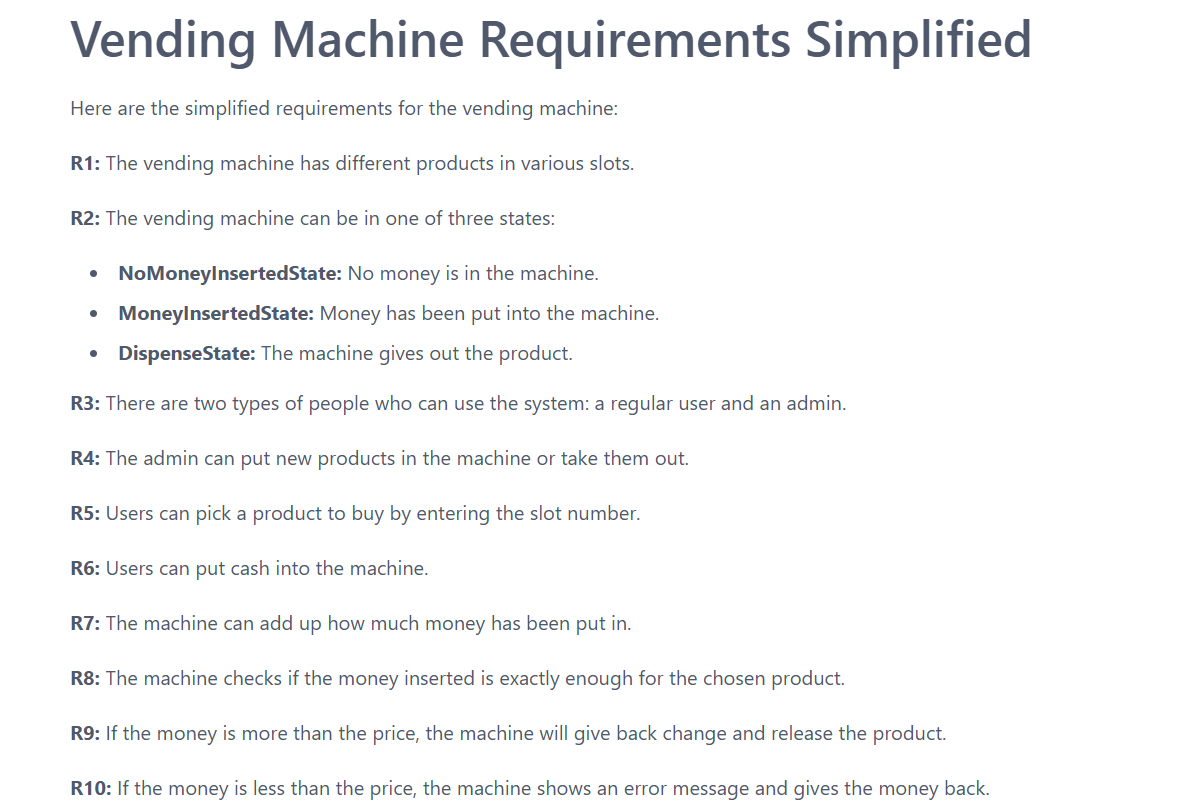 Vending Machine Requirements Simplified
Here are the simplified requirements for the vending machine:
R1: The vending machine has different products in various slots.
R2: The vending machine can be in one of three states:
• NoMoneyInsertedState: No money is in the machine.
• MoneyInsertedState: Money has been put into the machine.
• DispenseState: The machine gives out the product.
R3: There are two types of people who can use the system: a regular user and an admin.
R4: The admin can put new products in the machine or take them out.
R5: Users can pick a product to buy by entering the slot number.
R6: Users can put cash into the machine.
R7: The machine can add up how much money has been put in.
R8: The machine checks if the money inserted is exactly enough for the chosen product.
R9: If the money is more than the price, the machine will give back change and release the product.
R10: If the money is less than the price, the machine shows an error message and gives the money back.